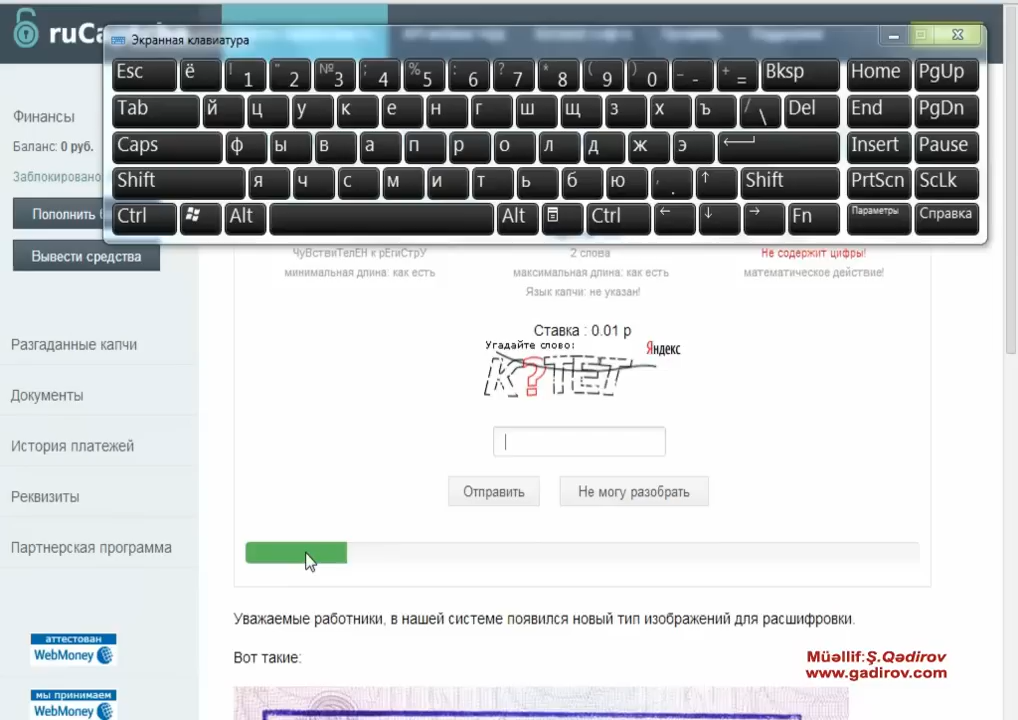 ruCa
Экранная клавиатура
Esc ё ! 1 " 2 № 3 ; 4 % 5 : 6 ? 7 * 8 ( 9 ) 0 _ - + = Bksp Home PgUp
Tab й ц у к е н г ш щ з х ъ / \ Del End PgDn
Caps ф ы в а п р о л д ж э Insert Pause
Shift я ч с м и т ь б ю , . ↑ Shift PrtScn ScLk
Ctrl Alt Alt Ctrl ← ↓ → Fn Параметры Справка
Финансы
Баланс: 0 руб.
Заблокировано
Пополнить
Вывести средства
Разгаданные капчи
Документы
История платежей
Реквизиты
Партнерская программа
аттестован
WebMoney
мы принимаем
WebMoney
ЧуВствиТелЕН к рЕгиСтрУ
2 слова
Не содержит цифры!
минимальная длина: как есть
максимальная длина: как есть
математическое действие!
Язык капчи: не указан!
Ставка : 0.01 р
Угадайте слово:
Яндекс
К?ТЕТ
Отправить
Не могу разобрать
Уважаемые работники, в нашей системе появился новый тип изображений для расшифровки.
Вот такие:
Müəllif:Ş.Qədirov
www.gadirov.com